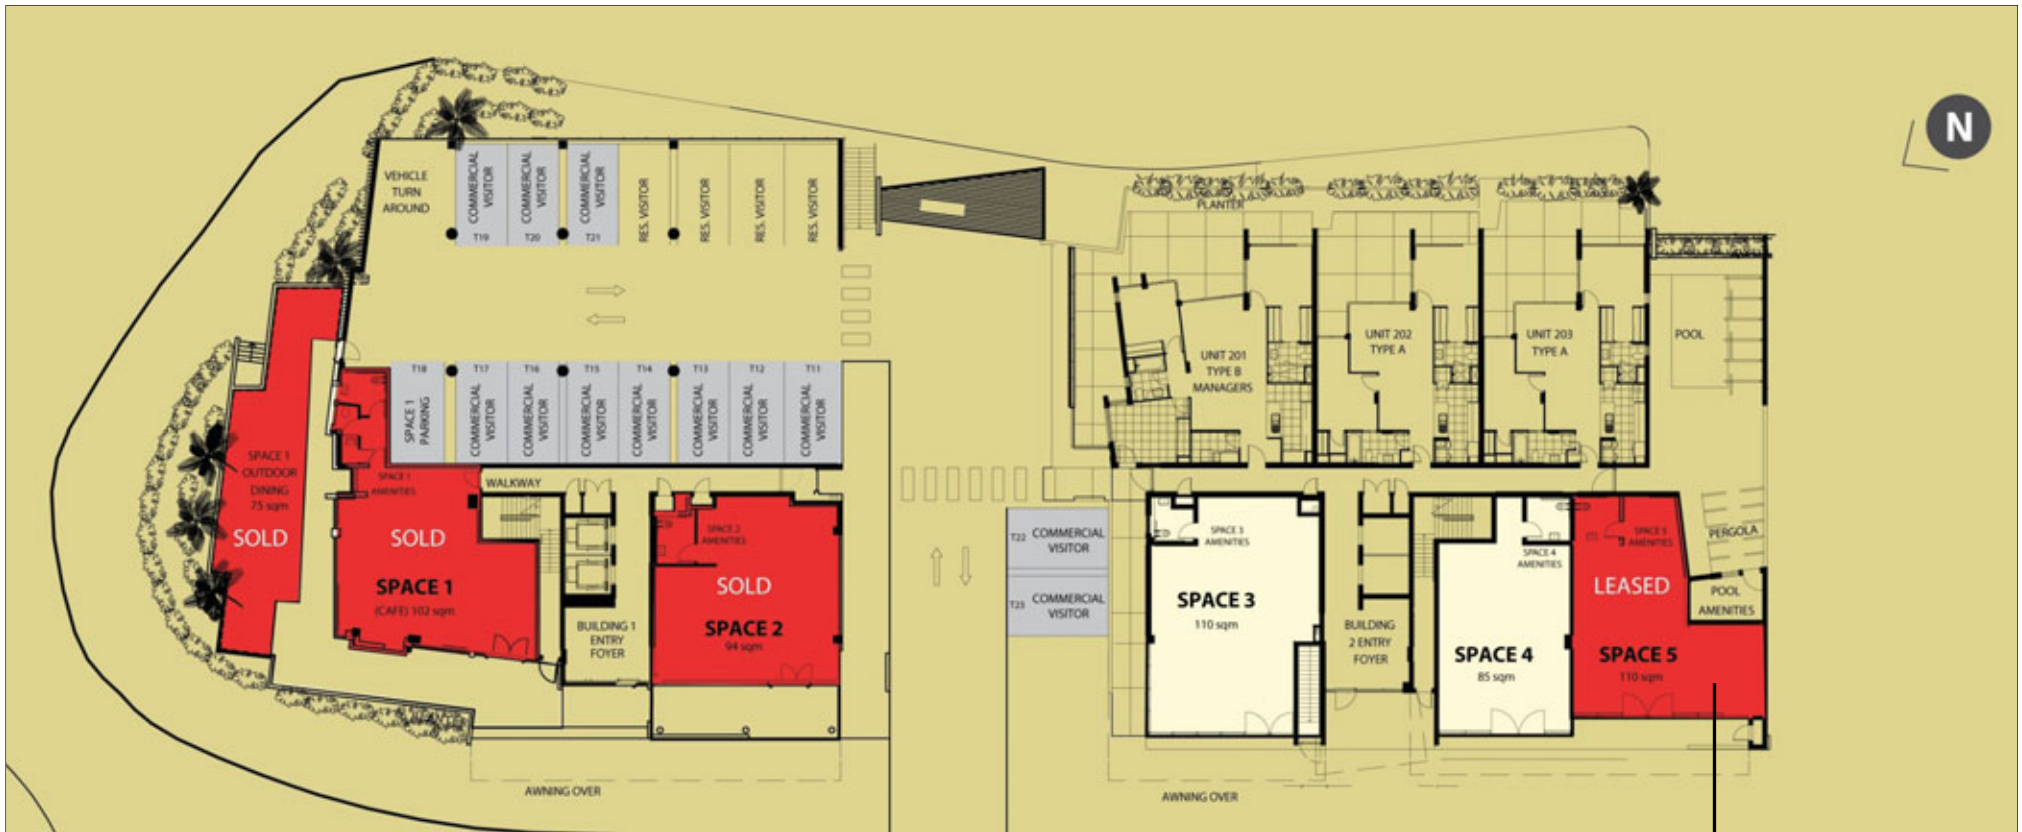 N
VEHICLE
TURN
AROUND
COMMERCIAL
VISITOR
T19
COMMERCIAL
VISITOR
T20
COMMERCIAL
VISITOR
T21
RES. VISITOR
RES. VISITOR
RES. VISITOR
RES. VISITOR
T18
SPACE 1
PARKING
T17
COMMERCIAL
VISITOR
T16
COMMERCIAL
VISITOR
T15
COMMERCIAL
VISITOR
T14
COMMERCIAL
VISITOR
T13
COMMERCIAL
VISITOR
T12
COMMERCIAL
VISITOR
T11
COMMERCIAL
VISITOR
SPACE 1
OUTDOOR
DINING
75 sqm
SOLD
SPACE 1
AMENITIES
SOLD
SPACE 1
(CAFE) 102 sqm
WALKWAY
BUILDING 1
ENTRY
FOYER
SPACE 2
AMENITIES
SOLD
SPACE 2
94 sqm
PLANTER
AWNING OVER
PLANTER
UNIT 201
TYPE B
MANAGERS
UNIT 202
TYPE A
UNIT 203
TYPE A
POOL
T22
COMMERCIAL
VISITOR
T23
COMMERCIAL
VISITOR
SPACE 3
AMENITIES
SPACE 3
110 sqm
BUILDING
2 ENTRY
FOYER
SPACE 4
AMENITIES
SPACE 4
85 sqm
SPACE 5
AMENITIES
LEASED
SPACE 5
110 sqm
PERGOLA
POOL
AMENITIES
AWNING OVER